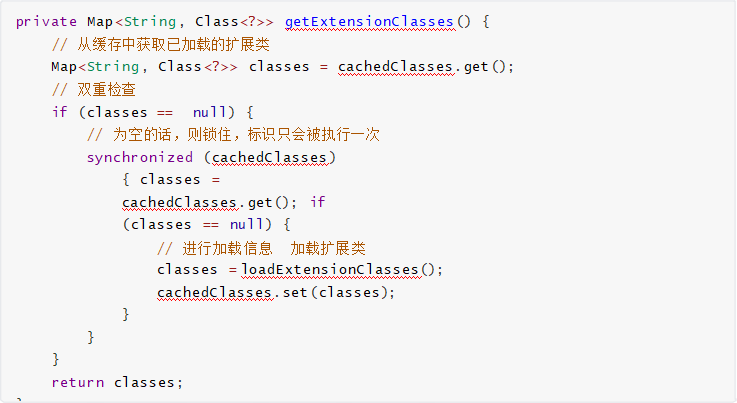 private Map<String, Class<?>> getExtensionClasses() {
// 从缓存中获取已加载的扩展类
Map<String, Class<?>> classes = cachedClasses.get();
// 双重检查
if (classes == null) {
// 为空的话，则锁住，标识只会被执行一次
synchronized (cachedClasses)
{ classes =
cachedClasses.get(); if
(classes == null) {
// 进行加载信息 加载扩展类
classes =loadExtensionClasses();
cachedClasses.set(classes);
}
}
}
return classes;